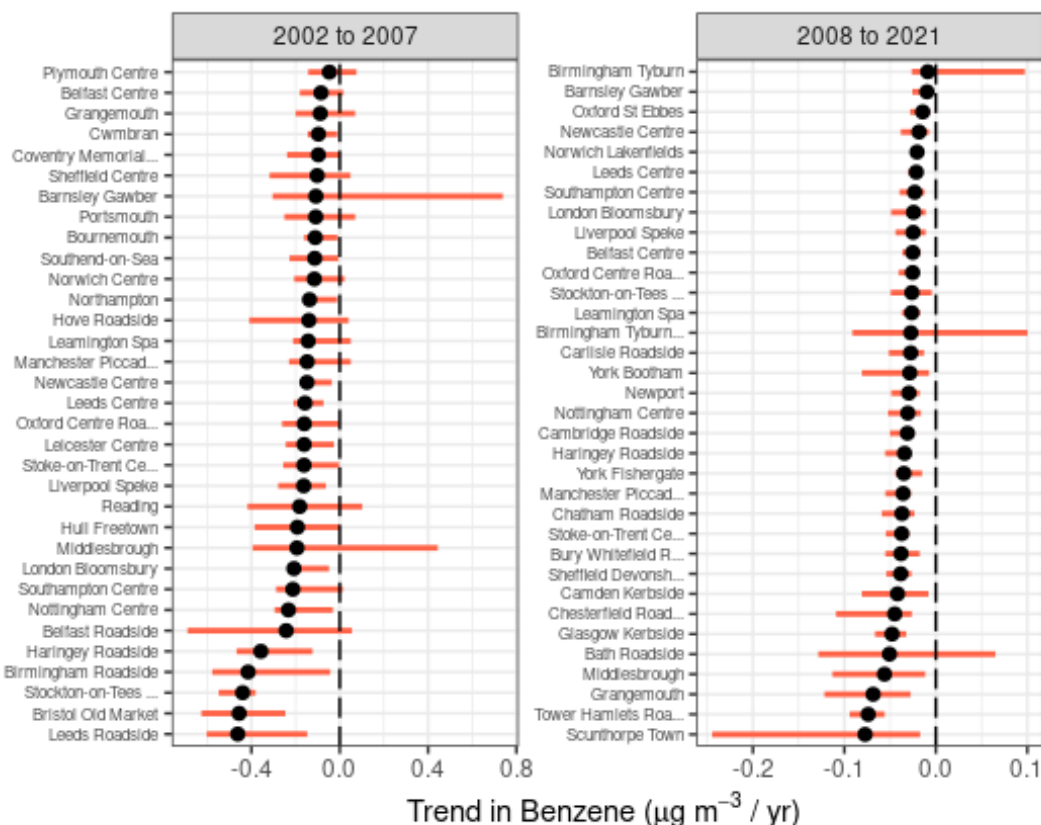 2002 to 2007
Plymouth Centre
Belfast Centre
Grangemouth
Cwmbran
Coventry Memorial...
Sheffield Centre
Barnsley Gawber
Portsmouth
Bournemouth
Southend-on-Sea
Norwich Centre
Northampton
Hove Roadside
Leamington Spa
Manchester Piccad...
Newcastle Centre
Leeds Centre
Oxford Centre Roa...
Leicester Centre
Stoke-on-Trent Ce...
Liverpool Speke
Reading
Hull Freetown
Middlesbrough
London Bloomsbury
Southampton Centre
Nottingham Centre
Belfast Roadside
Haringey Roadside
Birmingham Roadside
Stockton-on-Tees ...
Bristol Old Market
Leeds Roadside
-0.4 0.0 0.4 0.8
2008 to 2021
Birmingham Tyburn
Barnsley Gawber
Oxford St Ebbes
Newcastle Centre
Norwich Lakenfields
Leeds Centre
Southampton Centre
London Bloomsbury
Liverpool Speke
Belfast Centre
Oxford Centre Roa...
Stockton-on-Tees ...
Leamington Spa
Birmingham Tyburn...
Carlisle Roadside
York Bootham
Newport
Nottingham Centre
Cambridge Roadside
Haringey Roadside
York Fishergate
Manchester Piccad...
Chatham Roadside
Stoke-on-Trent Ce...
Bury Whitefield R...
Sheffield Devonsh...
Camden Kerbside
Chesterfield Road...
Glasgow Kerbside
Bath Roadside
Middlesbrough
Grangemouth
Tower Hamlets Roa...
Scunthorpe Town
-0.2 -0.1 0.0 0.1
Trend in Benzene (μg m⁻³ / yr)